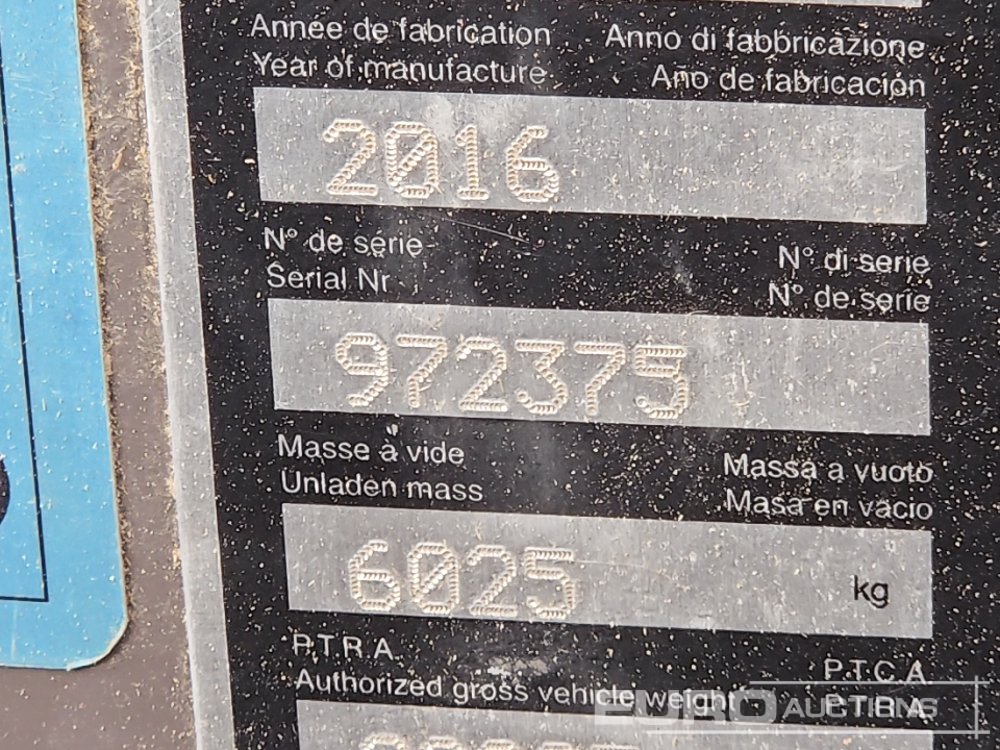 Année de fabrication Anno di fabbricazione
Year of manufacture Año de fabricación
2016
N° de série N° di serie
Serial Nr N° de serie
972375
Masse à vide Massa a vuoto
Unladen mass Masa en vacio
6025 kg
P.T.R.A. P.T.C.A
Authorized gross vehicle weight P.T.R.A
EURO AUCTIONS